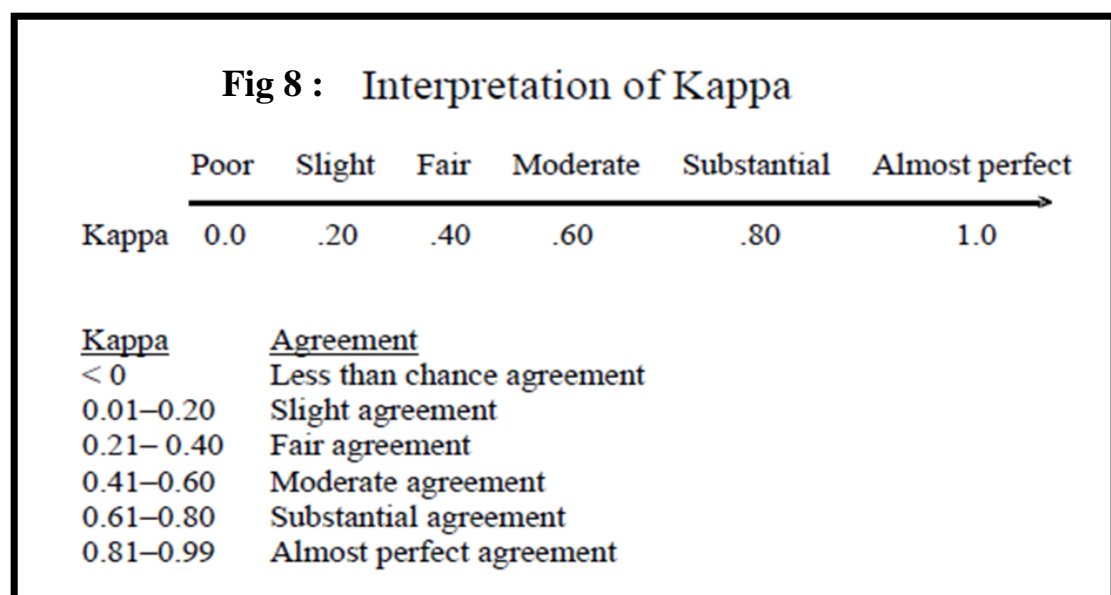 Fig 8 : Interpretation of Kappa
Poor Slight Fair Moderate Substantial Almost perfect
Kappa 0.0 .20 .40 .60 .80 1.0
Kappa Agreement
< 0 Less than chance agreement
0.01–0.20 Slight agreement
0.21– 0.40 Fair agreement
0.41–0.60 Moderate agreement
0.61–0.80 Substantial agreement
0.81–0.99 Almost perfect agreement